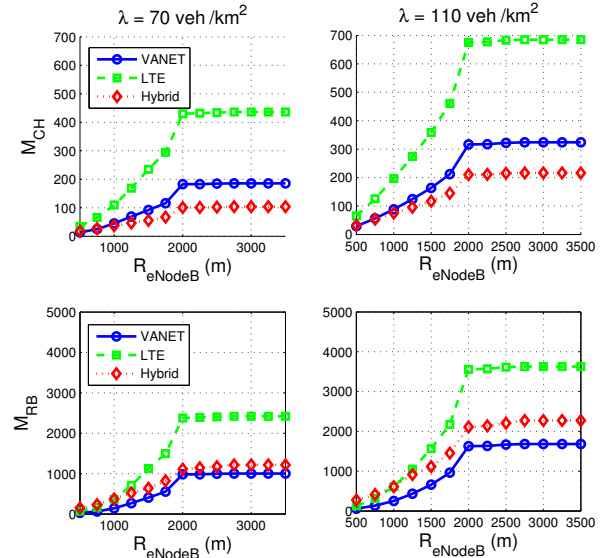 λ = 70 veh/km²
λ = 110 veh/km²
700
600
500
400
300
200
100
0
M_CH
VANET
LTE
Hybrid
1000 2000 3000
R_eNodeB (m)
700
600
500
400
300
200
100
0
500 1000 1500 2000 2500 3000 3500
R_eNodeB (m)
5000
4000
3000
2000
1000
0
M_RB
VANET
LTE
Hybrid
1000 2000 3000
R_eNodeB (m)
5000
4000
3000
2000
1000
0
500 1000 1500 2000 2500 3000 3500
R_eNodeB (m)